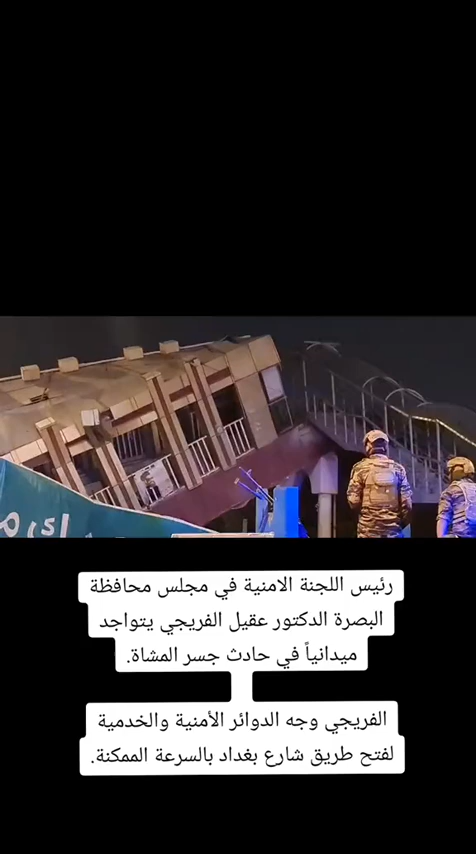 رئيس اللجنة الامنية في مجلس محافظة
البصرة الدكتور عقيل الفريجي يتواجد
ميدانياً في حادث جسر المشاة.
الفريجي وجه الدوائر الأمنية والخدمية
لفتح طريق شارع بغداد بالسرعة الممكنة.